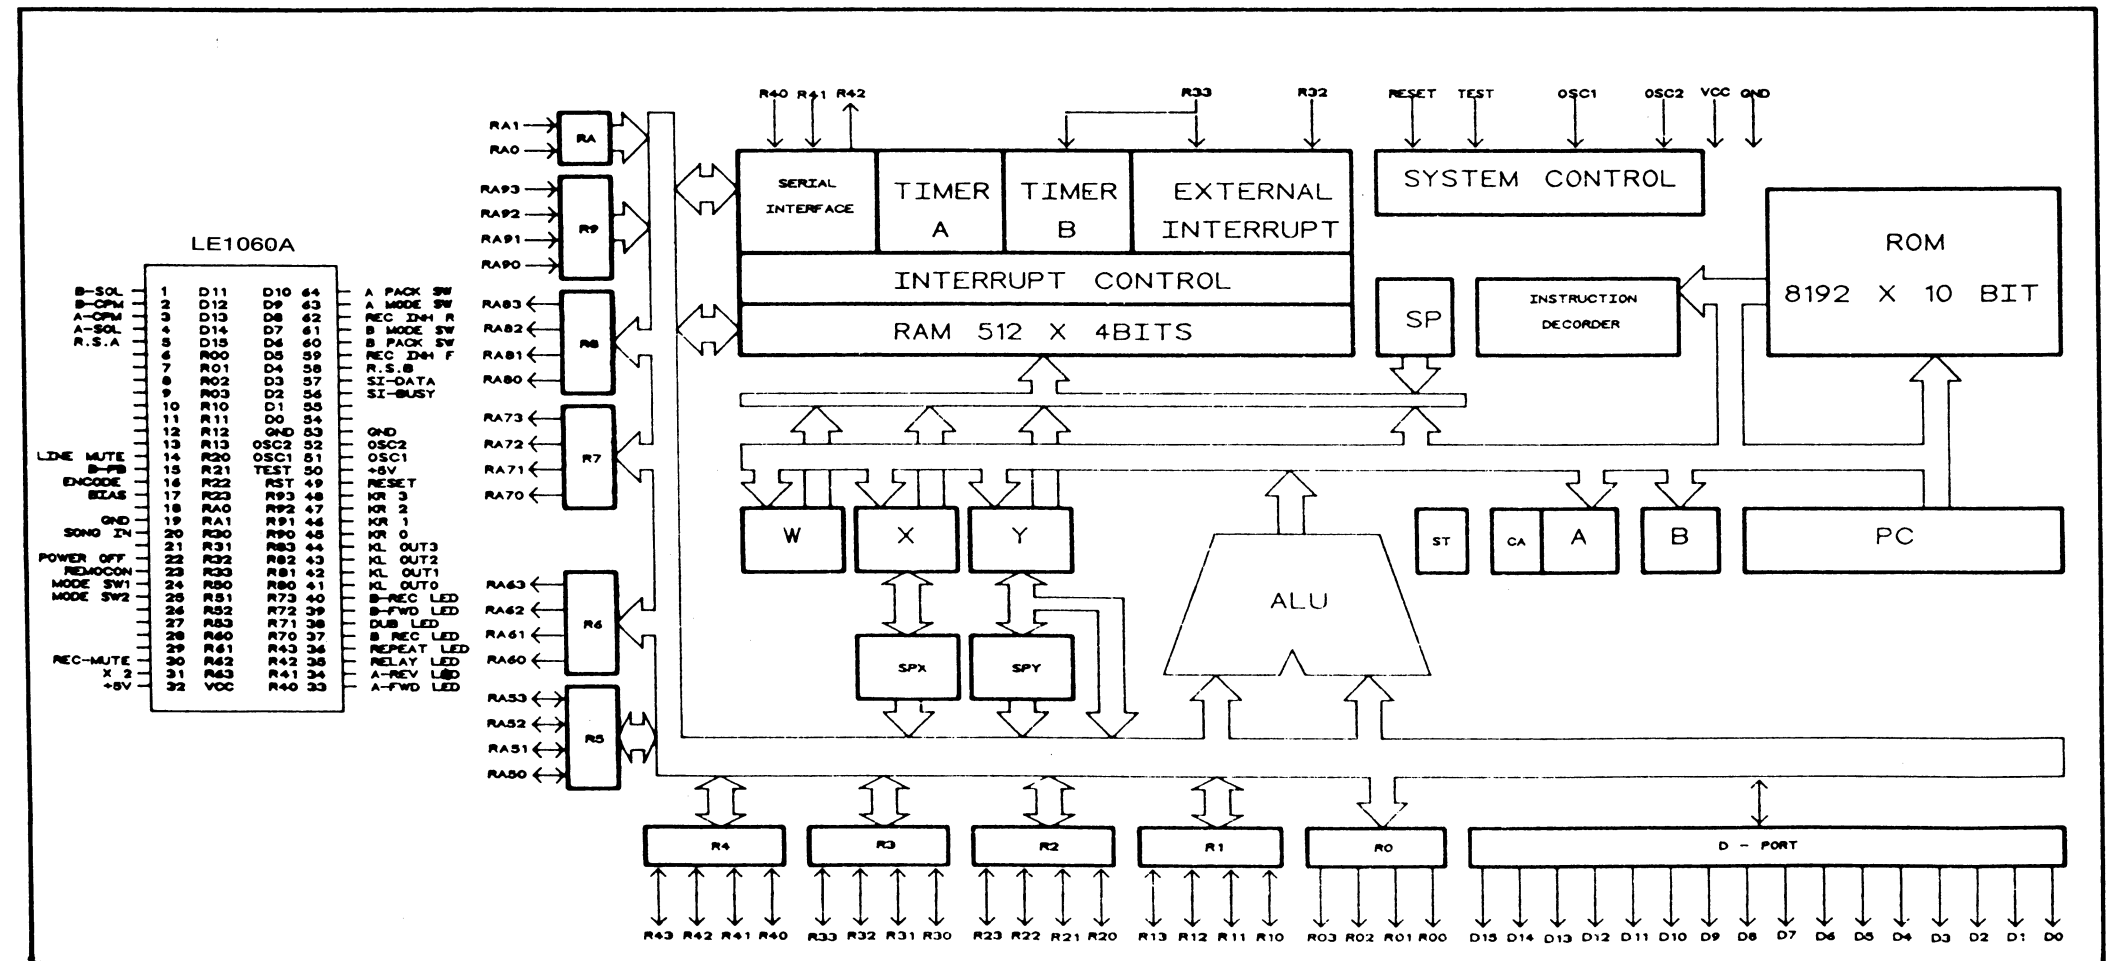 LE1060A
B-SOL 1 D11 D10 64 A PACK SW
B-CPM 2 D12 D9 63 A MODE SW
A-CPM 3 D13 D8 62 REC INH R
A-SOL 4 D14 D7 61 B MODE SW
R.S.A 5 D15 D6 60 B PACK SW
6 R00 D5 59 REC INH F
7 R01 D4 58 R.S.B
8 R02 D3 57 SI-DATA
9 R03 D2 56 SI-BUSY
10 R10 D1 55
11 R11 D0 54
12 R12 GND 53 GND
13 R13 OSC2 52 OSC2
LINE MUTE 14 R20 OSC1 51 OSC1
B-PB 15 R21 TEST 50 +5V
ENCODE 16 R22 RST 49 RESET
BIAS 17 R23 R93 48 KR 3
18 RA0 R92 47 KR 2
GND 19 RA1 R91 46 KR 1
SONG IN 20 R30 R90 45 KR 0
21 R31 R83 44 KL OUT3
POWER OFF 22 R32 R82 43 KL OUT2
REMOCON 23 R33 R81 42 KL OUT1
MODE SW1 24 R50 R80 41 KL OUT0
MODE SW2 25 R51 R73 40 B-REC LED
26 R52 R72 39 B-FWD LED
27 R53 R71 38 DUB LED
28 R60 R70 37 B REC LED
29 R61 R43 36 REPEAT LED
REC-MUTE 30 R62 R42 35 RELAY LED
X 2 31 R63 R41 34 A-REV LED
+5V 32 VCC R40 33 A-FWD LED
RA1
RA0
RA
RA93
RA92
RA91
RA90
R9
RA83
RA82
RA81
RA80
R8
RA73
RA72
RA71
RA70
R7
RA63
RA62
RA61
RA60
R6
RA53
RA52
RA51
RA50
R5
R40 R41 R42 R33 R32 RESET TEST OSC1 OSC2 VCC GND
SERIAL INTERFACE
TIMER A
TIMER B
EXTERNAL INTERRUPT
SYSTEM CONTROL
INTERRUPT CONTROL
RAM 512 X 4BITS
SP
INSTRUCTION DECORDER
ROM
8192 X 10 BIT
W X Y ST CA A B PC
ALU
SPX SPY
R4 R3 R2 R1 R0 D - PORT
R43 R42 R41 R40 R33 R32 R31 R30 R23 R22 R21 R20 R13 R12 R11 R10 R03 R02 R01 R00 D15 D14 D13 D12 D11 D10 D9 D8 D7 D6 D5 D4 D3 D2 D1 D0